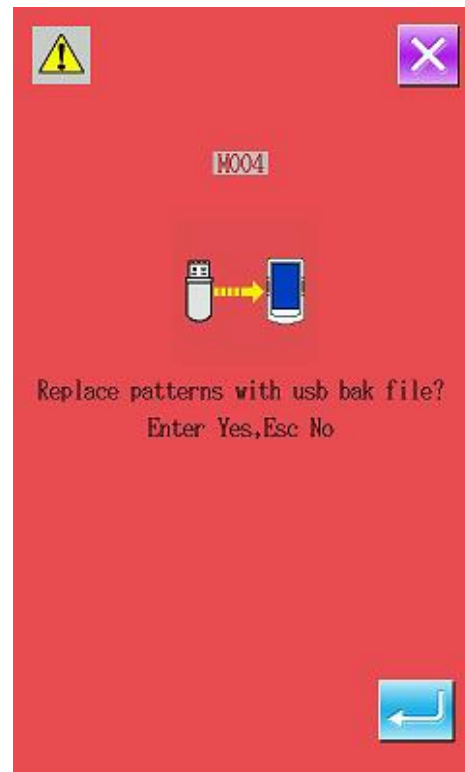 M004
Replace patterns with usb bak file?
Enter Yes,Esc No